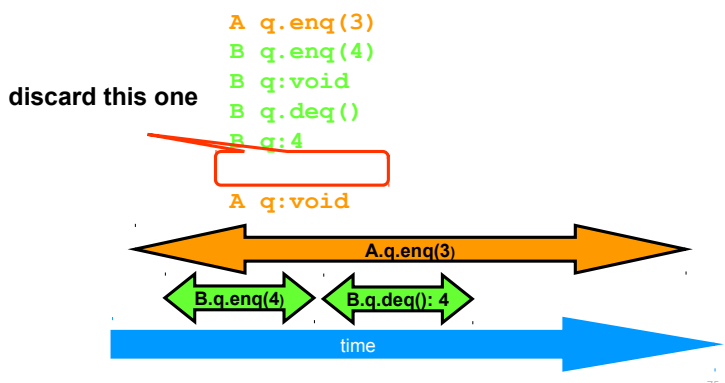 A q.enq(3)
B q.enq(4)
B q:void
discard this one
B q.deq()
B q:4
A q:void
A.q.enq(3)
B.q.enq(4)
B.q.deq(): 4
time